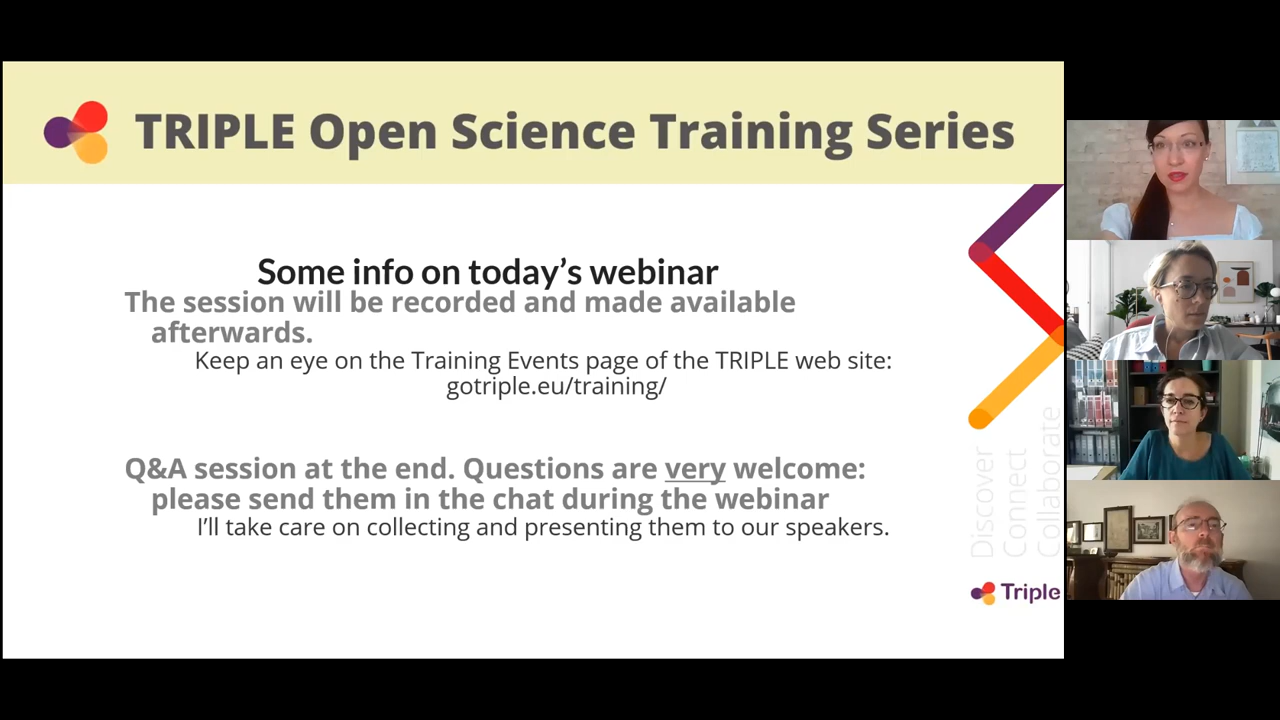 TRIPLE Open Science Training Series
Some info on today's webinar
The session will be recorded and made available
afterwards.
Keep an eye on the Training Events page of the TRIPLE web site:
gotriple.eu/training/
Q&A session at the end. Questions are very welcome:
please send them in the chat during the webinar
I'll take care on collecting and presenting them to our speakers.
Discover
Connect
Collaborate
Triple